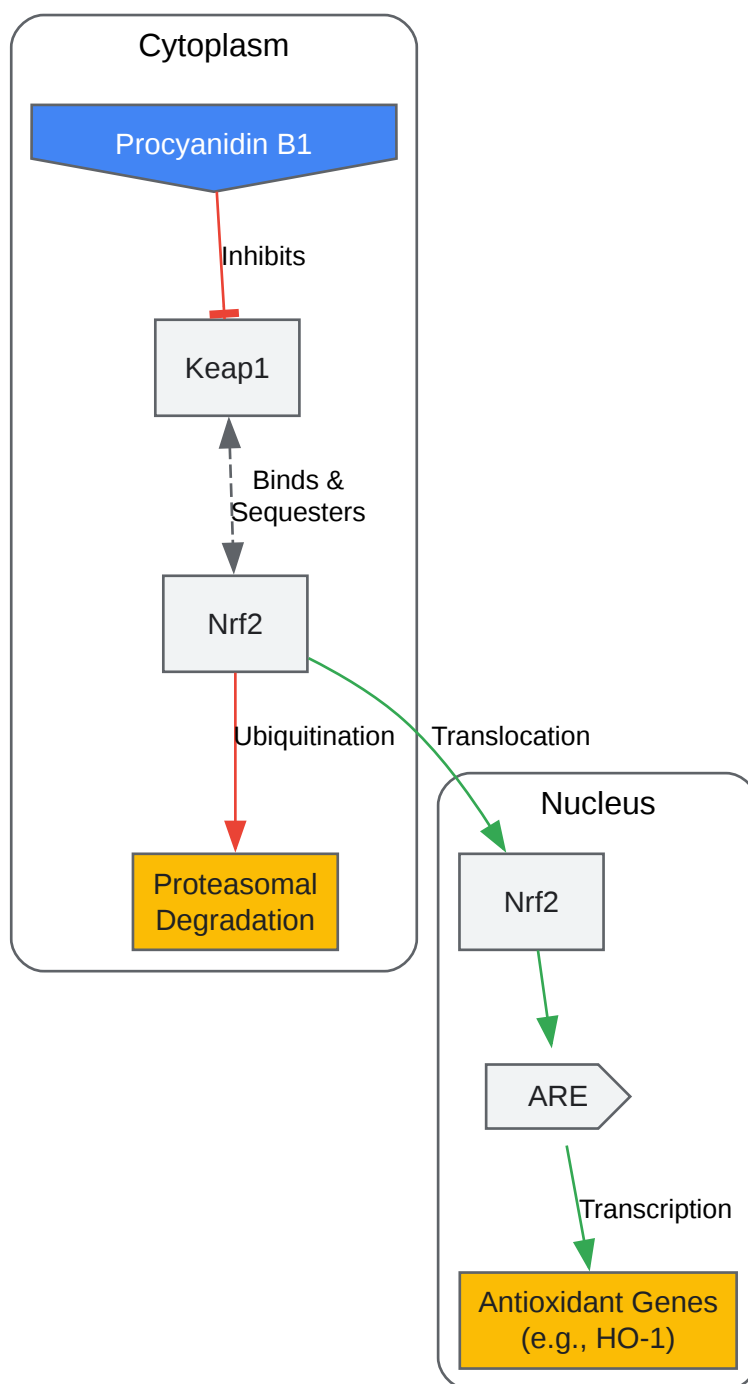 Cytoplasm
Procyanidin B1
Inhibits
Keap1
Binds &
Sequesters
Nrf2
Ubiquitination
Translocation
Proteasomal
Degradation
Nucleus
Nrf2
ARE
Transcription
Antioxidant Genes
(e.g., HO-1)